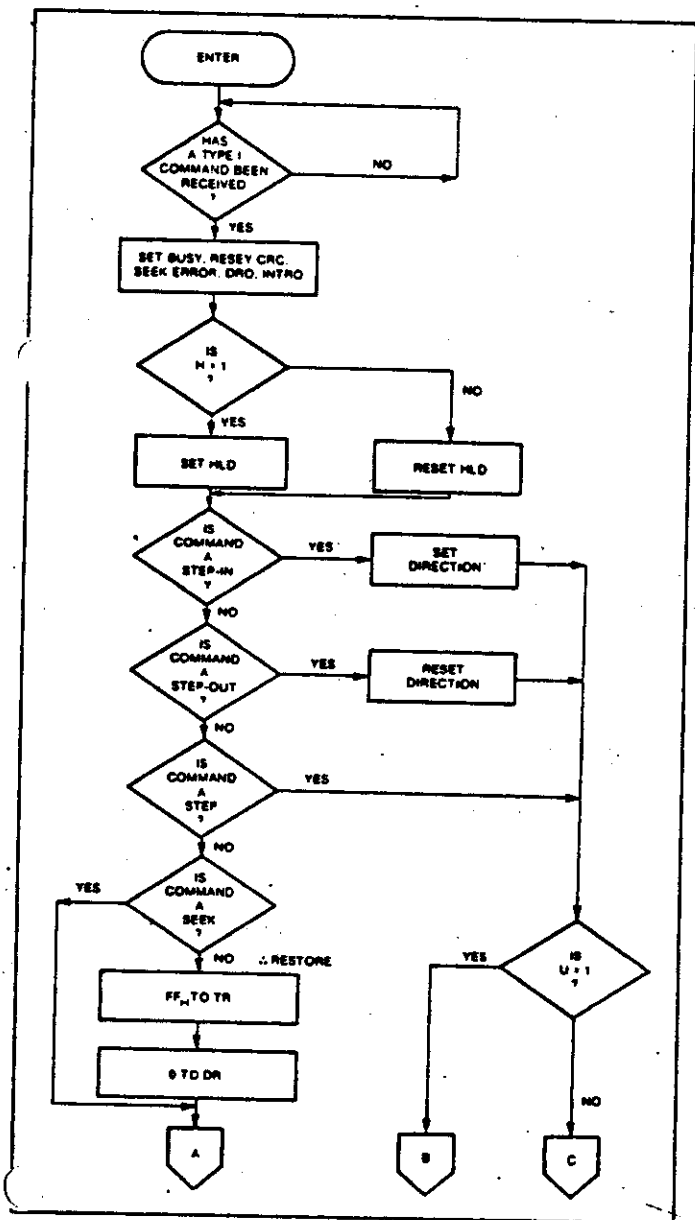 ENTER
HAS
A TYPE I
COMMAND BEEN
RECEIVED
?
NO
YES
SET BUSY, RESEY CRC,
SEEK ERROR, DRO, INTRO
IS
H = 1
?
NO
YES
SET HLD
RESET HLD
IS
COMMAND
A
STEP-IN
?
YES
SET
DIRECTION
NO
IS
COMMAND
A
STEP-OUT
?
YES
RESET
DIRECTION
NO
IS
COMMAND
A
STEP
?
YES
NO
IS
COMMAND
A
SEEK
?
YES
NO
∴ RESTORE
IS
U = 1
?
YES
FFH TO TR
0 TO DR
NO
A
B
C